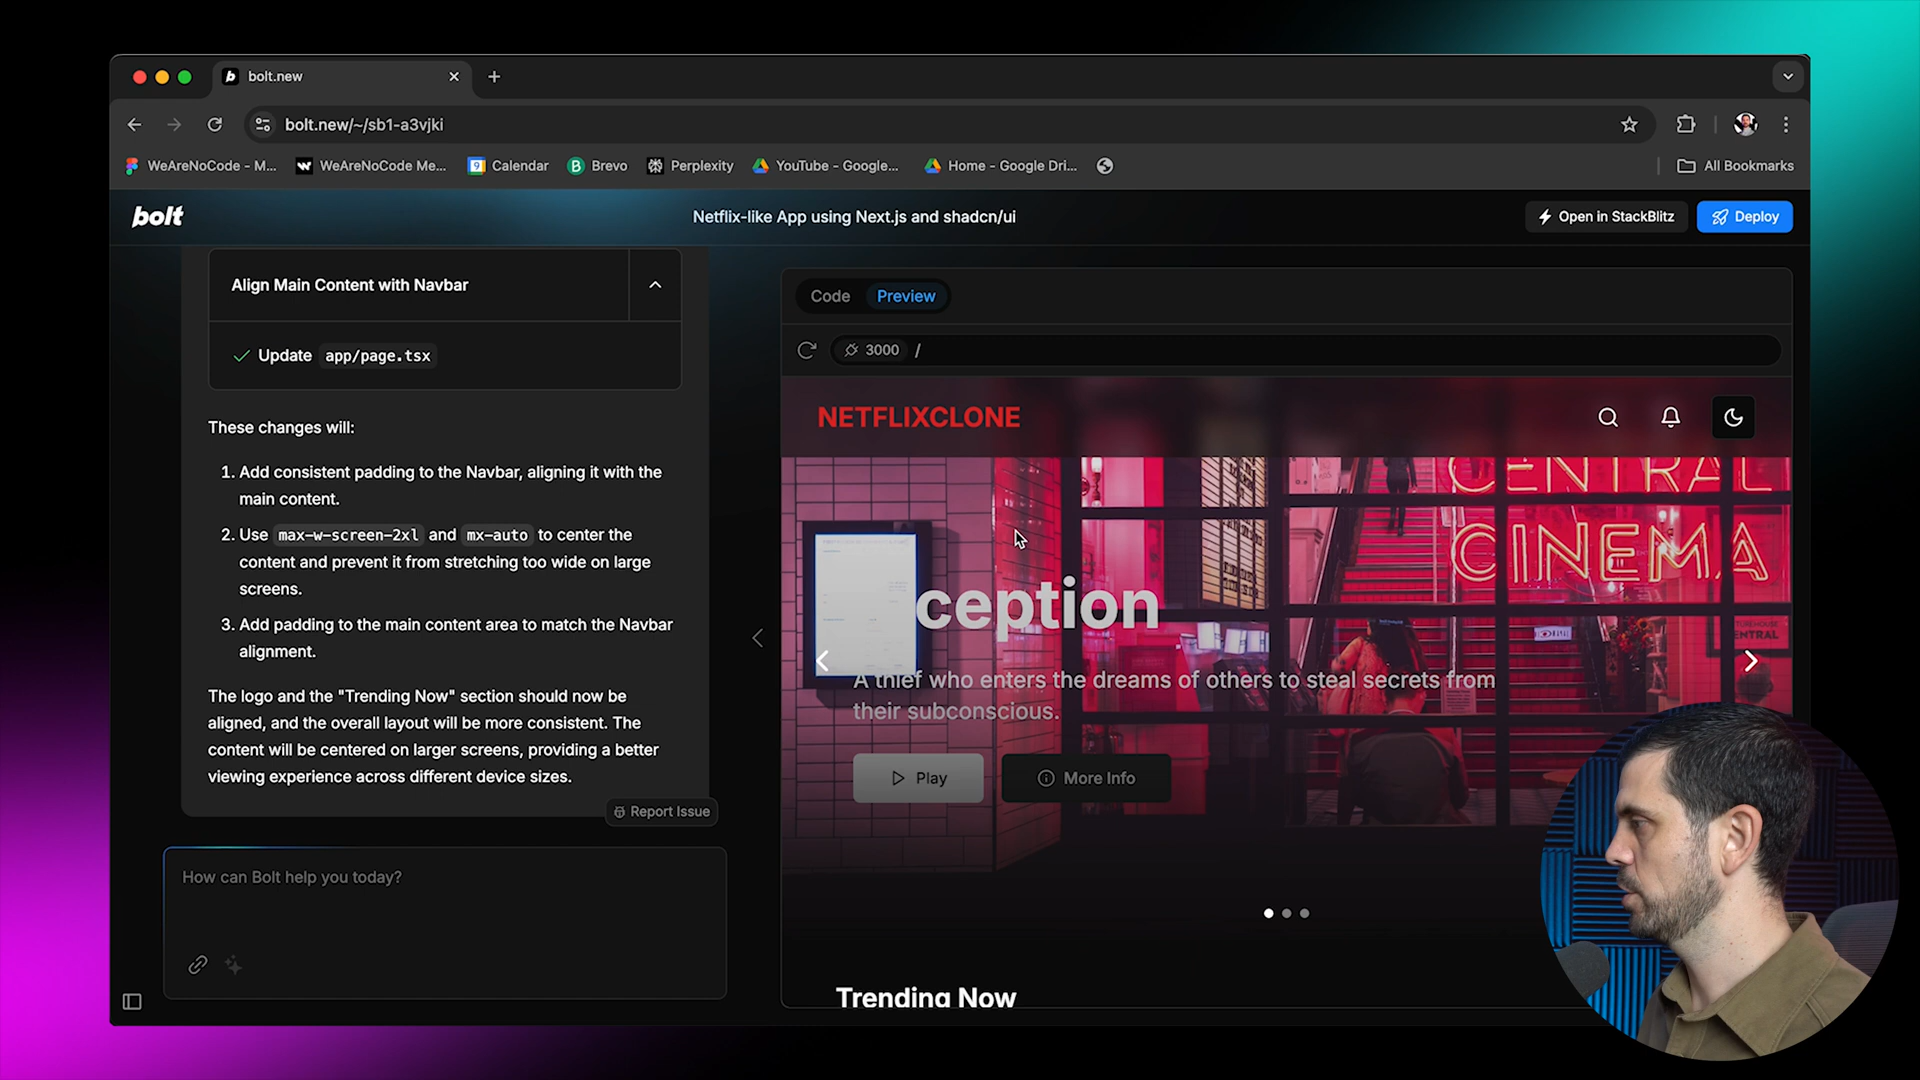 bolt.new
bolt.new/~/sb1-a3vjki
WeAreNoCode - M...
WeAreNoCode Me...
Calendar
Brevo
Perplexity
YouTube - Google...
Home - Google Dri...
All Bookmarks
bolt
Netflix-like App using Next.js and shadcn/ui
Open in StackBlitz
Deploy
Align Main Content with Navbar
Update app/page.tsx
These changes will:
1. Add consistent padding to the Navbar, aligning it with the
main content.
2. Use max-w-screen-2xl and mx-auto to center the
content and prevent it from stretching too wide on large
screens.
3. Add padding to the main content area to match the Navbar
alignment.
The logo and the "Trending Now" section should now be
aligned, and the overall layout will be more consistent. The
content will be centered on larger screens, providing a better
viewing experience across different device sizes.
Report Issue
How can Bolt help you today?
Code
Preview
3000 /
NETFLIXCLONE
CENTRAL
CINEMA
ception
A thief who enters the dreams of others to steal secrets from
their subconscious.
Play
More Info
Trending Now